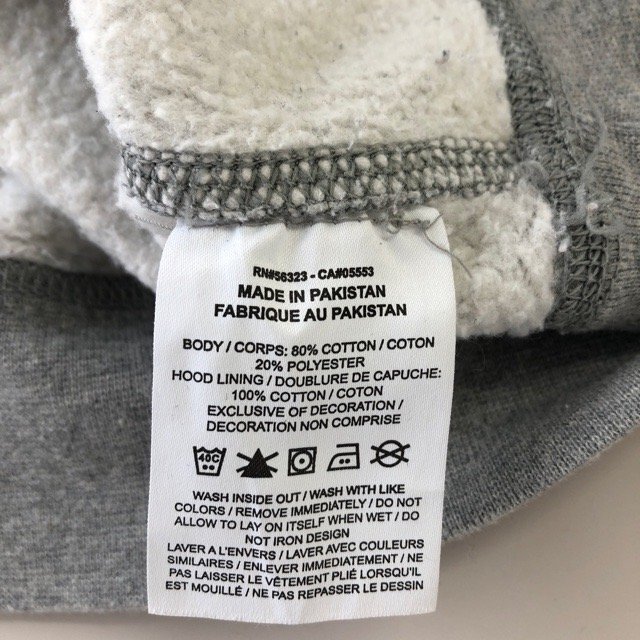 RN#56323 - CA#05553
MADE IN PAKISTAN
FABRIQUE AU PAKISTAN
BODY / CORPS: 80% COTTON / COTON
20% POLYESTER
HOOD LINING / DOUBLURE DE CAPUCHE:
100% COTTON / COTON
EXCLUSIVE OF DECORATION /
DECORATION NON COMPRISE
40C
WASH INSIDE OUT / WASH WITH LIKE
COLORS / REMOVE IMMEDIATELY / DO NOT
ALLOW TO LAY ON ITSELF WHEN WET / DO
NOT IRON DESIGN
LAVER A L'ENVERS / LAVER AVEC COULEURS
SIMILAIRES / ENLEVER IMMEDIATEMENT / NE
PAS LAISSER LE VÊTEMENT PLIÉ LORSQU'IL
EST MOUILLÉ / NE PAS REPASSER LE DESSIN